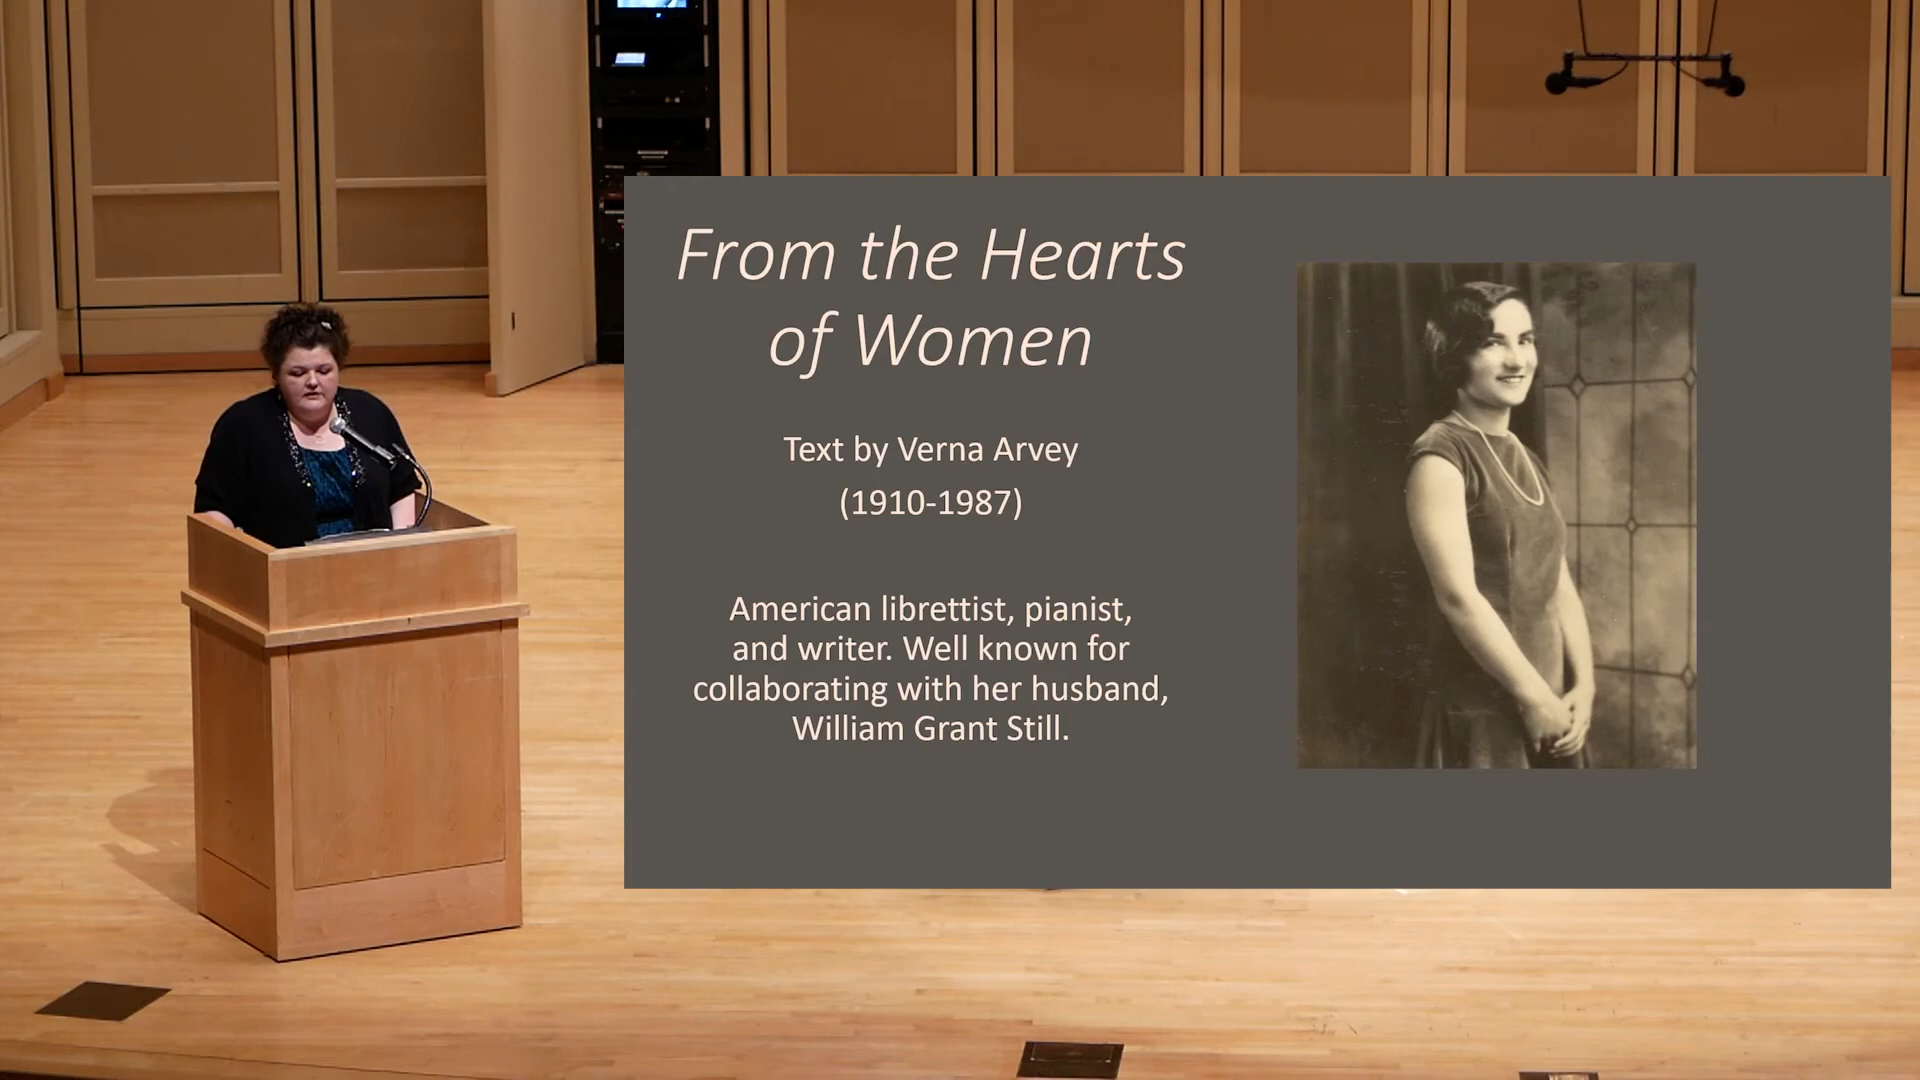 From the Hearts
of Women
Text by Verna Arvey
(1910-1987)
American librettist, pianist,
and writer. Well known for
collaborating with her husband,
William Grant Still.